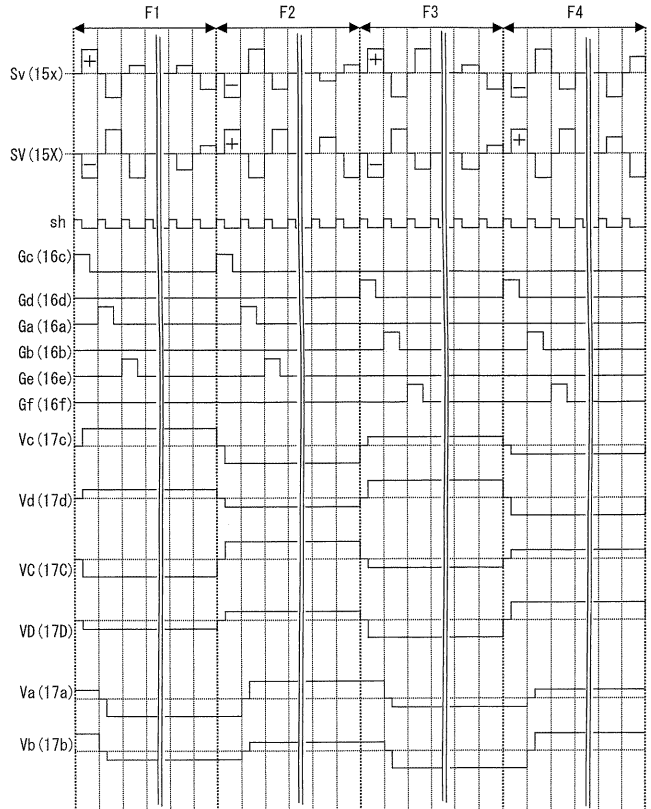 F1 F2 F3 F4
Sv(15x) + − + −
SV(15X) − + − +
sh
Gc(16c)
Gd(16d)
Ga(16a)
Gb(16b)
Ge(16e)
Gf(16f)
Vc(17c)
Vd(17d)
VC(17C)
VD(17D)
Va(17a)
Vb(17b)